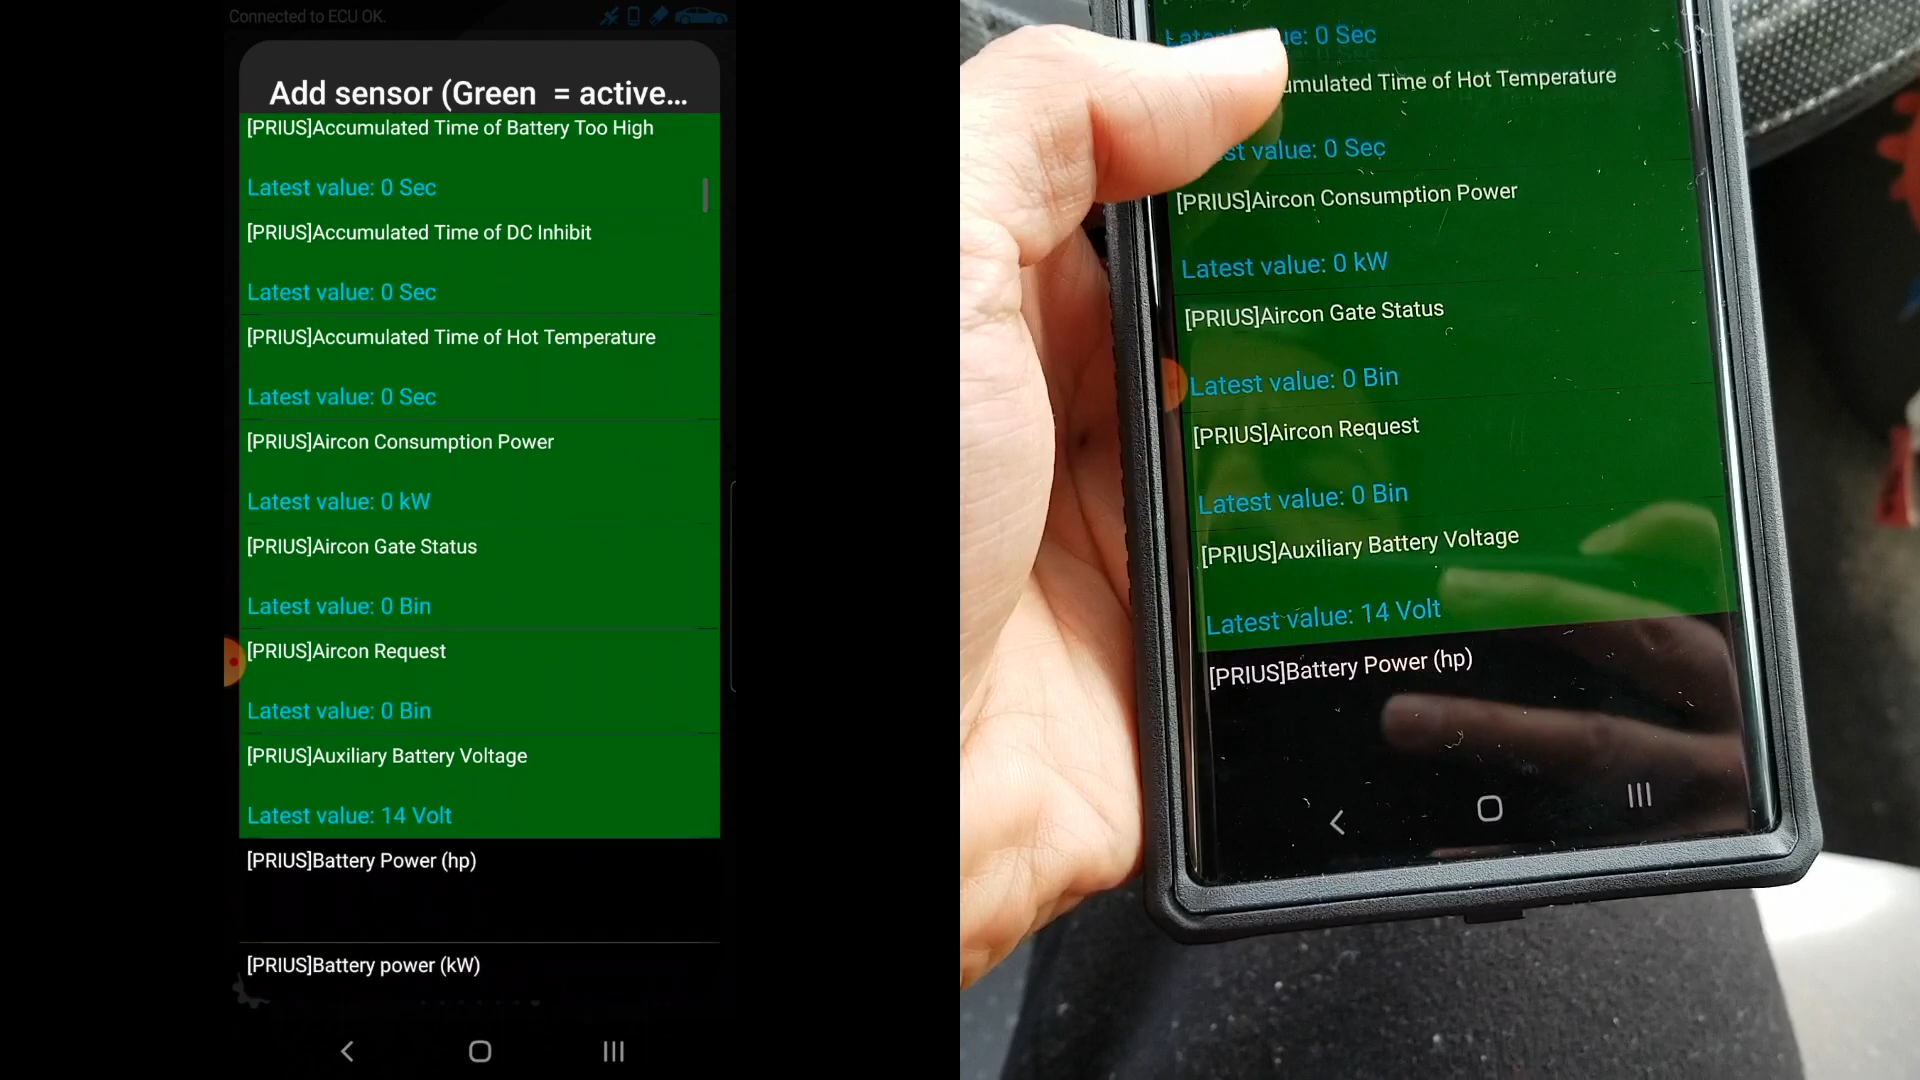 Connected to ECU OK.
Add sensor (Green = active...
[PRIUS]Accumulated Time of Battery Too High
Latest value: 0 Sec
[PRIUS]Accumulated Time of DC Inhibit
Latest value: 0 Sec
[PRIUS]Accumulated Time of Hot Temperature
Latest value: 0 Sec
[PRIUS]Aircon Consumption Power
Latest value: 0 kW
[PRIUS]Aircon Gate Status
Latest value: 0 Bin
[PRIUS]Aircon Request
Latest value: 0 Bin
[PRIUS]Auxiliary Battery Voltage
Latest value: 14 Volt
[PRIUS]Battery Power (hp)
[PRIUS]Battery power (kW)
0 Sec
Time of Hot Temperature
value: 0 Sec
[PRIUS]Aircon Consumption Power
Latest value: 0 kW
[PRIUS]Aircon Gate Status
Latest value: 0 Bin
[PRIUS]Aircon Request
Latest value: 0 Bin
[PRIUS]Auxiliary Battery Voltage
Latest value: 14 Volt
[PRIUS]Battery Power (hp)